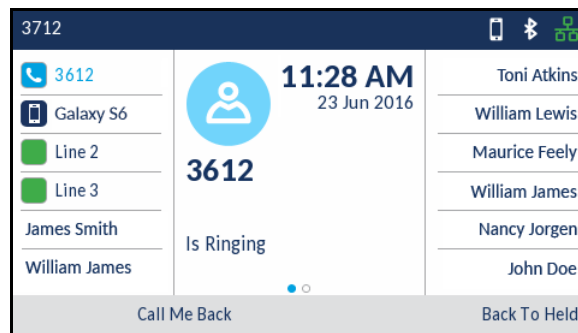 3712
3612
Galaxy S6
Line 2
Line 3
James Smith
William James
11:28 AM
23 Jun 2016
3612
Is Ringing
Toni Atkins
William Lewis
Maurice Feely
William James
Nancy Jorgen
John Doe
Call Me Back
Back To Held